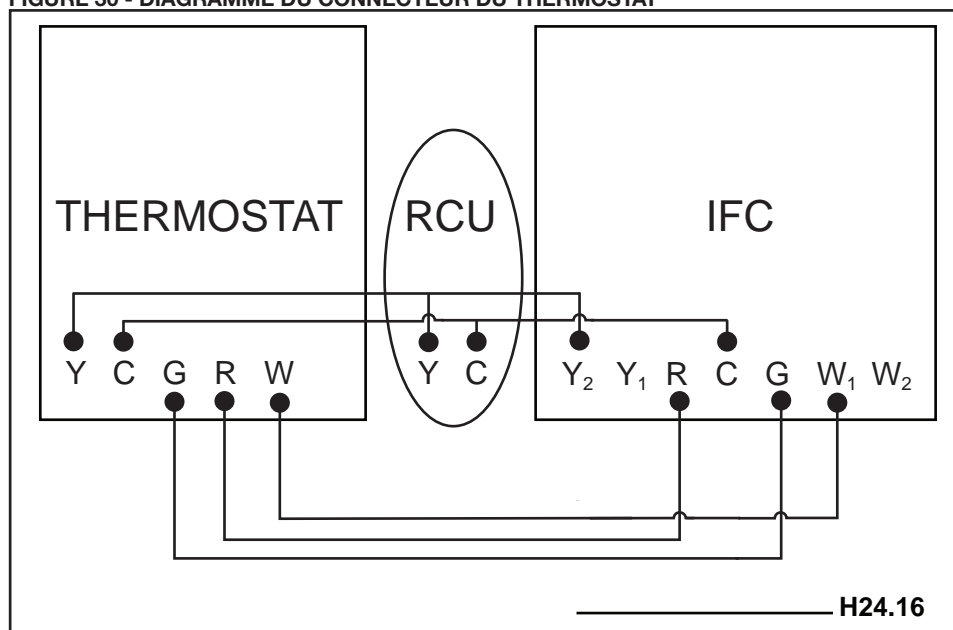 FIGURE 30 - DIAGRAMME DU CONNECTEUR DU THERMOSTAT
THERMOSTAT RCU IFC
Y C G R W Y C Y₂ Y₁ R C G W₁ W₂
H24.16